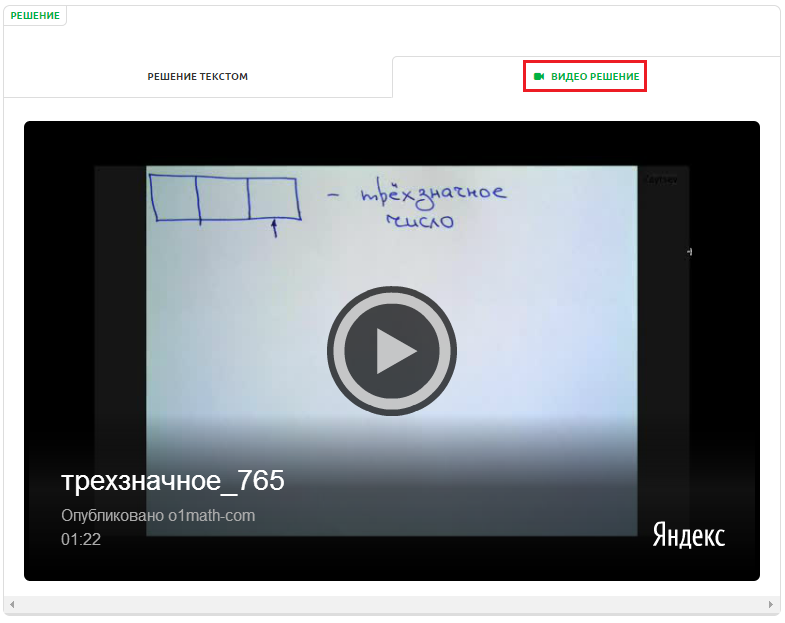 РЕШЕНИЕ
РЕШЕНИЕ ТЕКСТОМ
ВИДЕО РЕШЕНИЕ
- трёхзначное
число
трехзначное_765
Опубликовано o1math-com
01:22
Яндекс